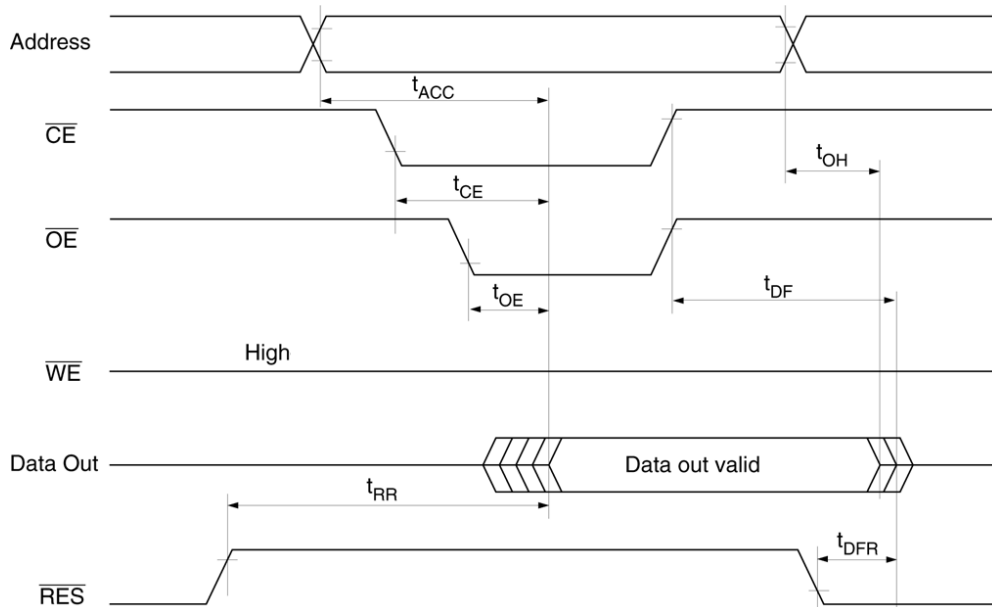 Address
tACC
CE
tOH
tCE
OE
tDF
tOE
High
WE
Data Out
Data out valid
tRR
tDFR
RES